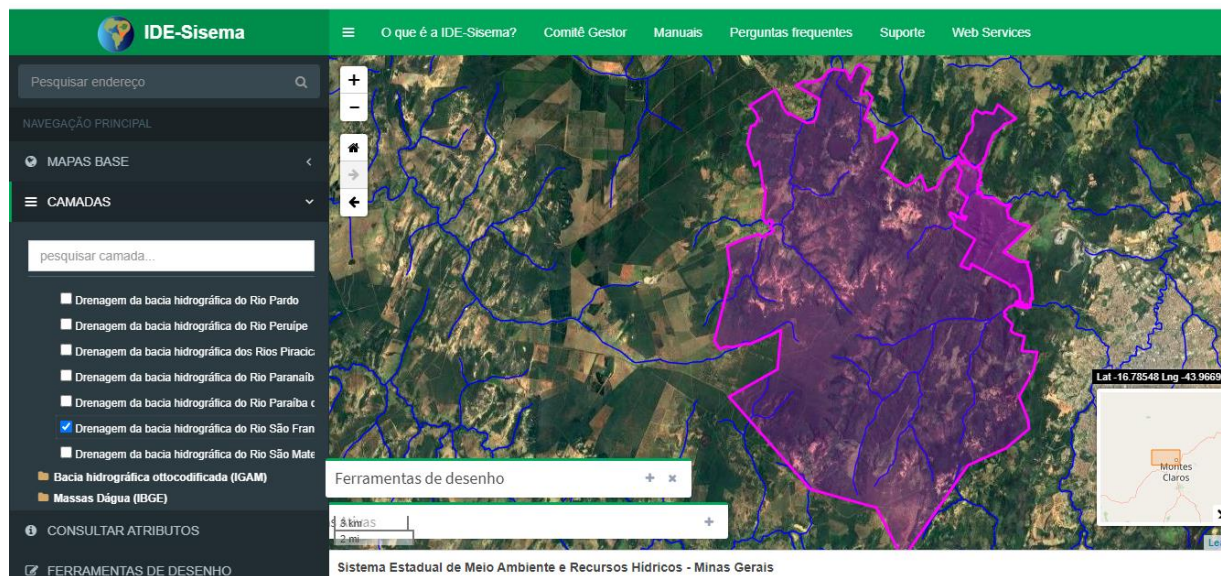 IDE-Sisema
O que é a IDE-Sisema? Comitê Gestor Manuais Perguntas frequentes Suporte Web Services
Pesquisar endereço
NAVEGAÇÃO PRINCIPAL
MAPAS BASE
CAMADAS
pesquisar camada...
Drenagem da bacia hidrográfica do Rio Pardo
Drenagem da bacia hidrográfica do Rio Peruípe
Drenagem da bacia hidrográfica dos Rios Piracica
Drenagem da bacia hidrográfica do Rio Paranaíb
Drenagem da bacia hidrográfica do Rio Paraíba d
Drenagem da bacia hidrográfica do Rio São Fran
Drenagem da bacia hidrográfica do Rio São Mate
Bacia hidrográfica ottocodificada (IGAM)
Massas Dágua (IBGE)
CONSULTAR ATRIBUTOS
FERRAMENTAS DE DESENHO
+
−
Lat -16.78548 Lng -43.9669
Montes
Claros
Ferramentas de desenho + ×
s Ativas +
3 km
2 mi
Lea
Sistema Estadual de Meio Ambiente e Recursos Hídricos - Minas Gerais